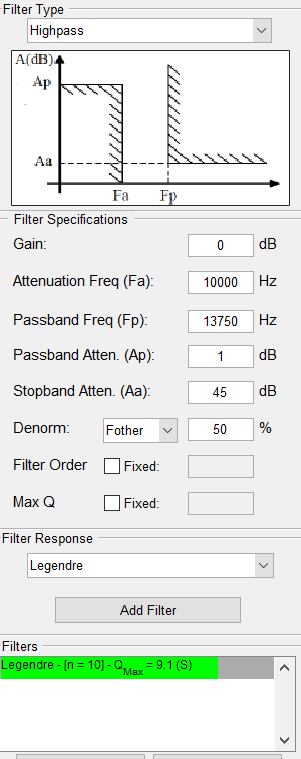 Filter Type
Highpass
A(dB)
Ap
Aa
Fa Fp
Filter Specifications
Gain: 0 dB
Attenuation Freq (Fa): 10000 Hz
Passband Freq (Fp): 13750 Hz
Passband Atten. (Ap): 1 dB
Stopband Atten. (Aa): 45 dB
Denorm: Fother 50 %
Filter Order Fixed:
Max Q Fixed:
Filter Response
Legendre
Add Filter
Filters
Legendre - [n = 10] - QMax = 9.1 (S)